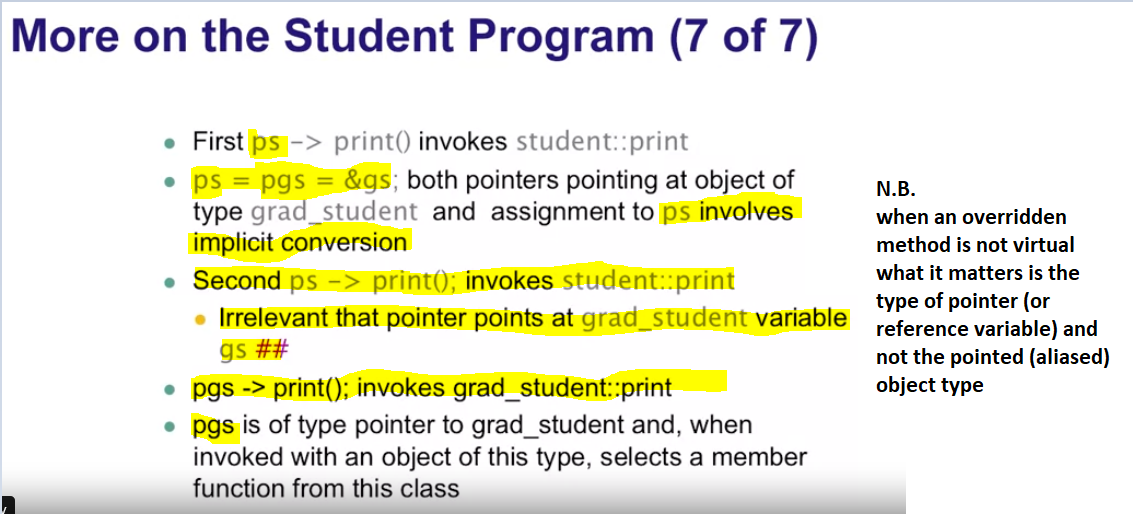 More on the Student Program (7 of 7)
First ps -> print() invokes student::print
ps = pgs = &gs; both pointers pointing at object of
type grad_student and assignment to ps involves
implicit conversion
Second ps -> print(); invokes student::print
Irrelevant that pointer points at grad_student variable
gs ##
pgs -> print(); invokes grad_student::print
pgs is of type pointer to grad_student and, when
invoked with an object of this type, selects a member
function from this class
N.B.
when an overridden
method is not virtual
what it matters is the
type of pointer (or
reference variable) and
not the pointed (aliased)
object type